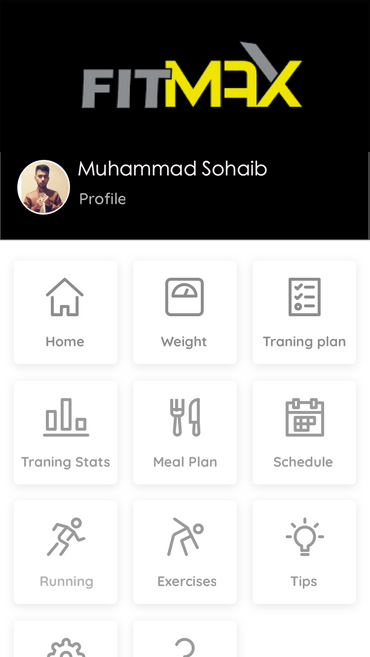 FITMAX
Muhammad Sohaib
Profile
Home
Weight
Traning plan
Traning Stats
Meal Plan
Schedule
Running
Exercises
Tips